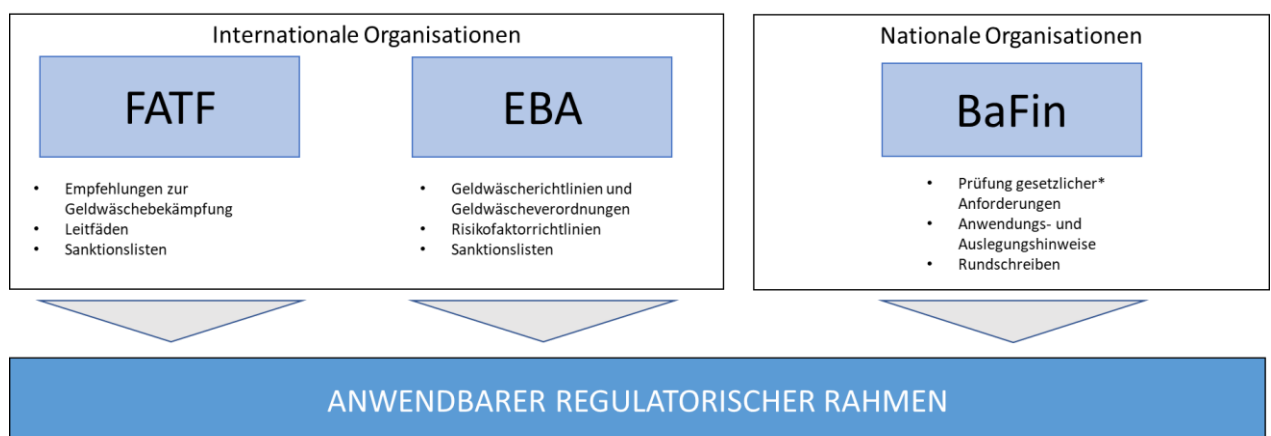 Internationale Organisationen
FATF
• Empfehlungen zur
Geldwäschebekämpfung
• Leitfäden
• Sanktionslisten
EBA
• Geldwäscherichtlinien und
Geldwäscheverordnungen
• Risikofaktorrichtlinien
• Sanktionslisten
Nationale Organisationen
BaFin
• Prüfung gesetzlicher*
Anforderungen
• Anwendungs- und
Auslegungshinweise
• Rundschreiben
ANWENDBARER REGULATORISCHER RAHMEN